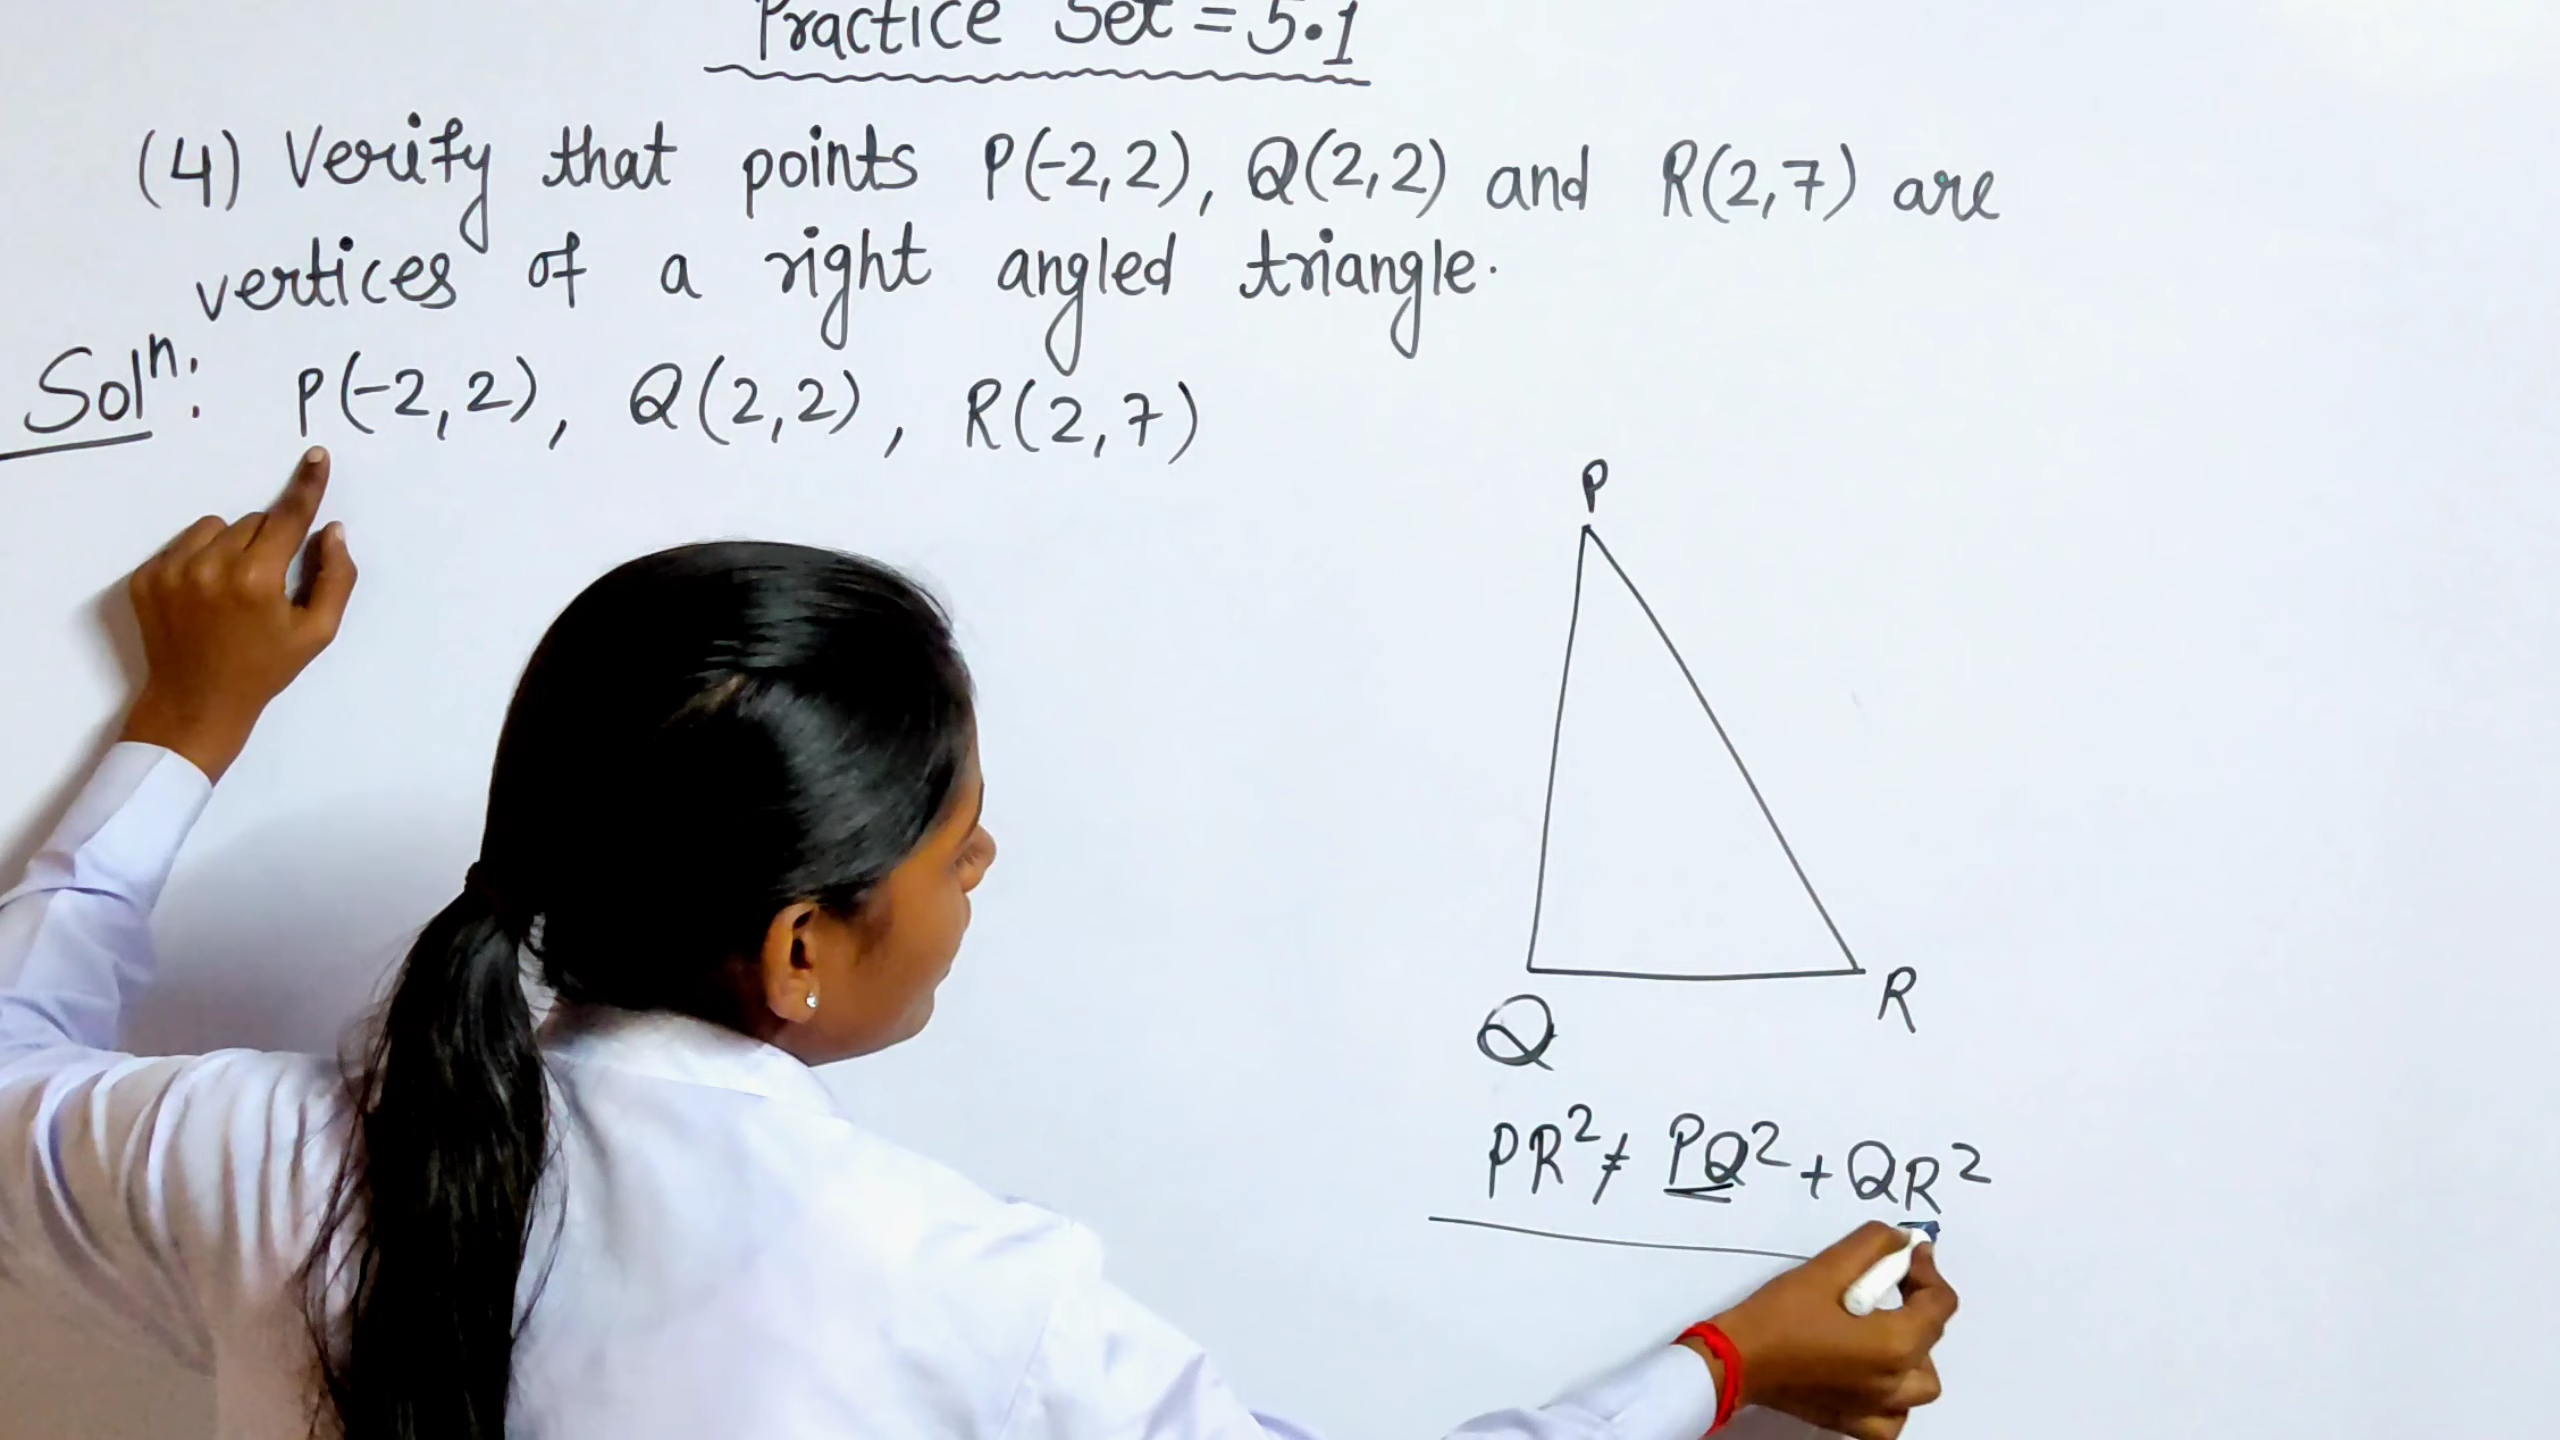 Practice Set = 5.1
(4) Verify that points P(-2,2), Q(2,2) and R(2,7) are
vertices of a right angled triangle.
Solⁿ: P(-2,2), Q(2,2), R(2,7)
P
Q
R
PR² ≠ PQ² + QR²